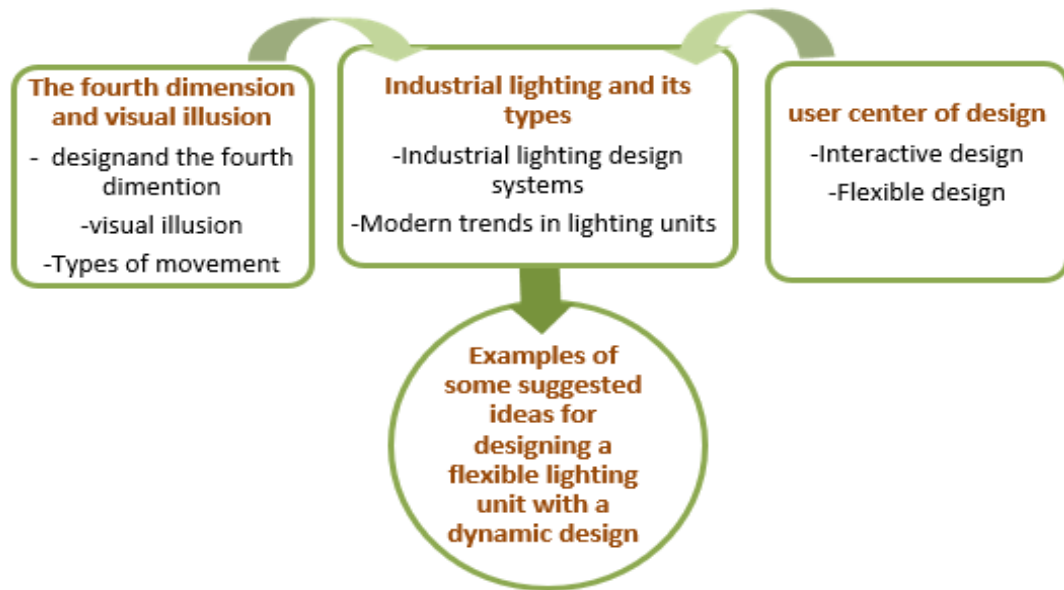 The fourth dimension
and visual illusion
- designand the fourth
dimention
-visual illusion
-Types of movement
Industrial lighting and its
types
-Industrial lighting design
systems
-Modern trends in lighting units
user center of design
-Interactive design
-Flexible design
Examples of
some suggested
ideas for
designing a
flexible lighting
unit with a
dynamic design